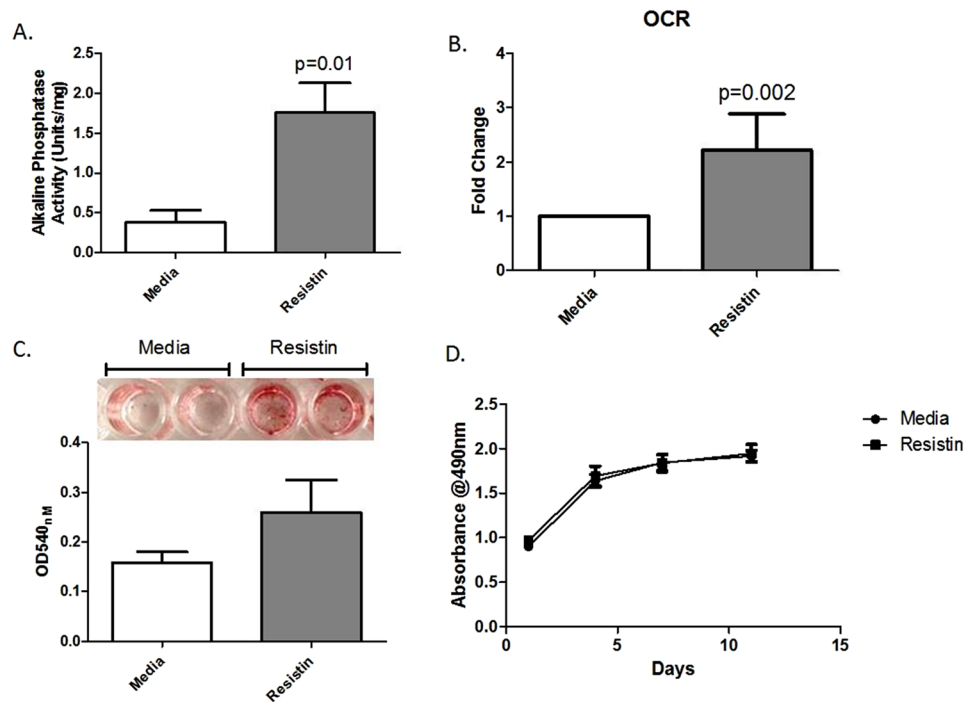 A.
Alkaline Phosphatase
Activity (Units/mg)
2.5
2.0
1.5
1.0
0.5
0.0
p=0.01
Media
Resistin
B.
OCR
Fold Change
4
3
2
1
0
p=0.002
Media
Resistin
C.
Media
Resistin
OD540nM
0.4
0.3
0.2
0.1
0.0
Media
Resistin
D.
Absorbance @490nm
2.5
2.0
1.5
1.0
0.5
0.0
0
5
10
15
Days
Media
Resistin